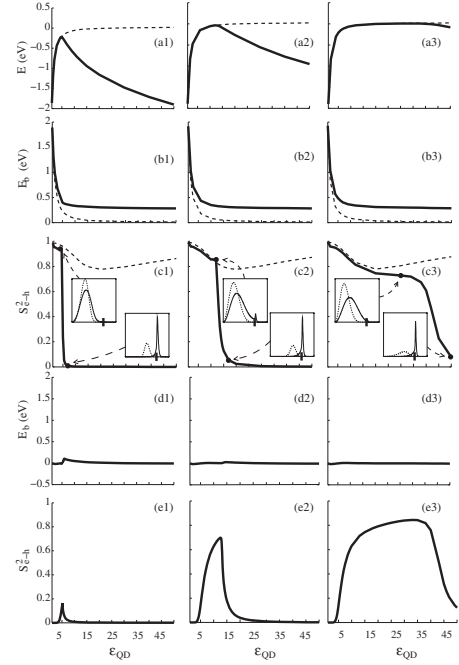 E (eV)
0.5
0
−0.5
−1
−1.5
−2
(a1)
(a2)
(a3)
E_b (eV)
2
1.5
1
0.5
0
(b1)
(b2)
(b3)
S²e−h
1
0.8
0.6
0.4
0.2
0
(c1)
(c2)
(c3)
E_b (eV)
2
1.5
1
0.5
0
−0.5
(d1)
(d2)
(d3)
S²e−h
1
0.8
0.6
0.4
0.2
0
(e1)
(e2)
(e3)
5 15 25 35 45
5 15 25 35 45
5 15 25 35 45
ε_QD
ε_QD
ε_QD